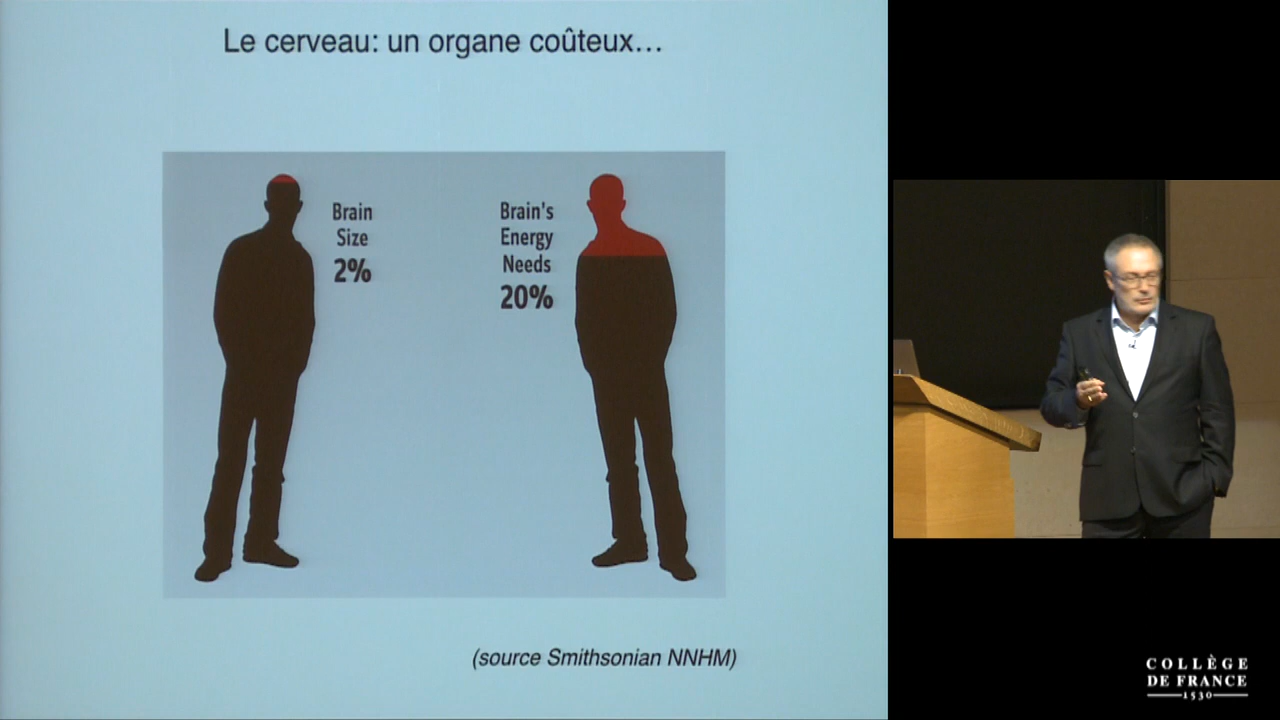 Le cerveau: un organe coûteux...
Brain
Size
2%
Brain's
Energy
Needs
20%
(source Smithsonian NNHM)
COLLÈGE
DE FRANCE
1530